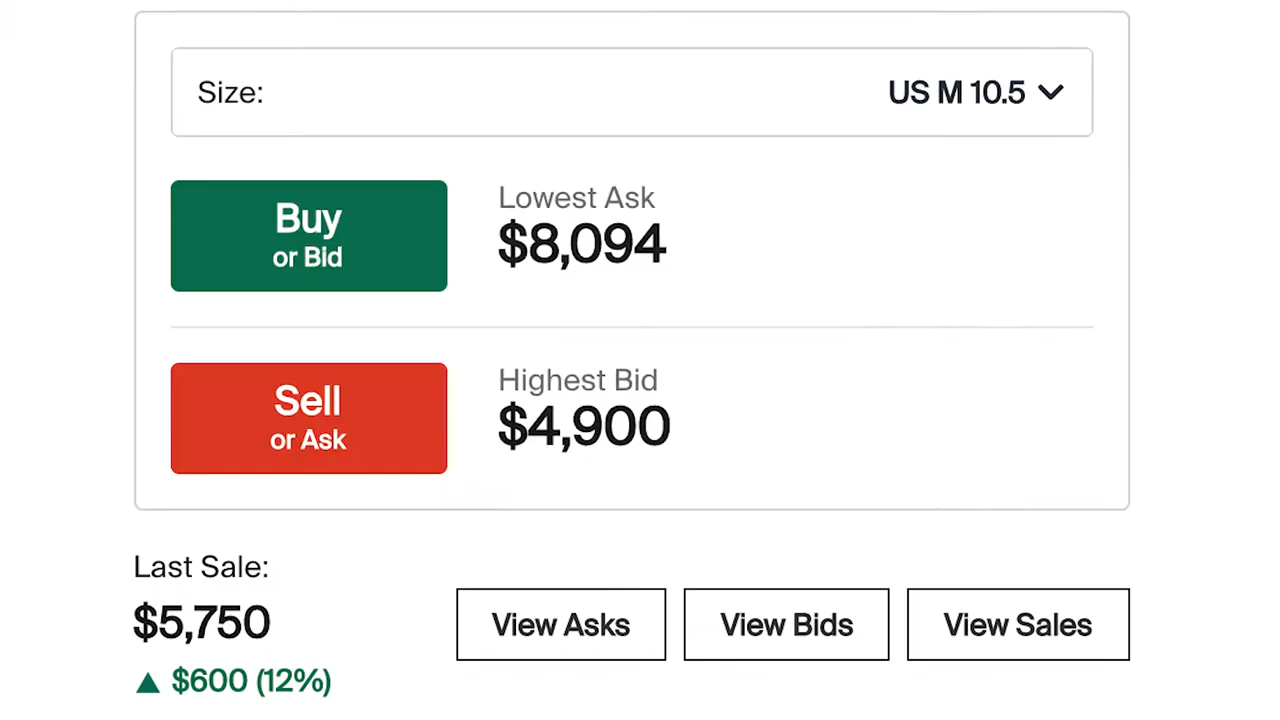 Size: US M 10.5
Buy
or Bid
Lowest Ask
$8,094
Sell
or Ask
Highest Bid
$4,900
Last Sale:
$5,750
▲ $600 (12%)
View Asks
View Bids
View Sales